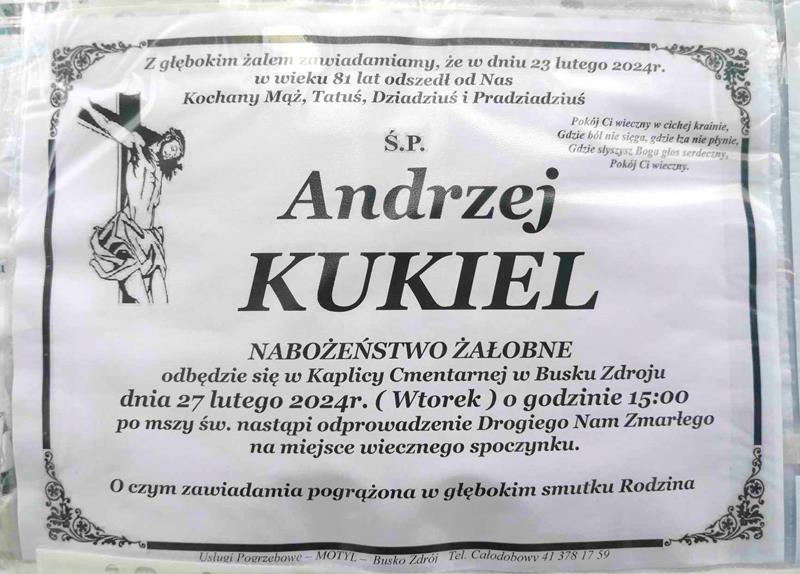 Z głębokim żalem zawiadamiamy, że w dniu 23 lutego 2024r.
w wieku 81 lat odszedł od Nas
Kochany Mąż, Tatuś, Dziadziuś i Pradziadziuś
Pokój Ci wieczny w cichej krainie,
Gdzie ból nie sięga, gdzie łza nie płynie,
Gdzie słyszysz Boga głos serdeczny,
Pokój Ci wieczny.
Ś.P.
Andrzej
KUKIEL
NABOŻEŃSTWO ŻAŁOBNE
odbędzie się w Kaplicy Cmentarnej w Busku Zdroju
dnia 27 lutego 2024r. ( Wtorek ) o godzinie 15:00
po mszy św. nastąpi odprowadzenie Drogiego Nam Zmarłego
na miejsce wiecznego spoczynku.
O czym zawiadamia pogrążona w głębokim smutku Rodzina
Usługi Pogrzebowe – MOTYL – Busko Zdrój Tel. Całodobowy 41 378 17 59